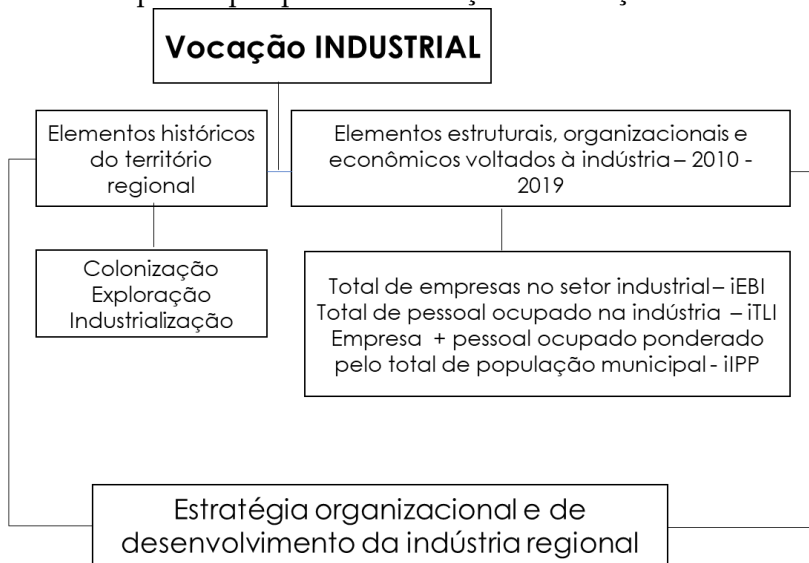 Vocação INDUSTRIAL
Elementos históricos
do território
regional
Elementos estruturais, organizacionais e
econômicos voltados à indústria – 2010 -
2019
Colonização
Exploração
Industrialização
Total de empresas no setor industrial – iEBI
Total de pessoal ocupado na indústria – iTLI
Empresa + pessoal ocupado ponderado
pelo total de população municipal - iIPP
Estratégia organizacional e de
desenvolvimento da indústria regional